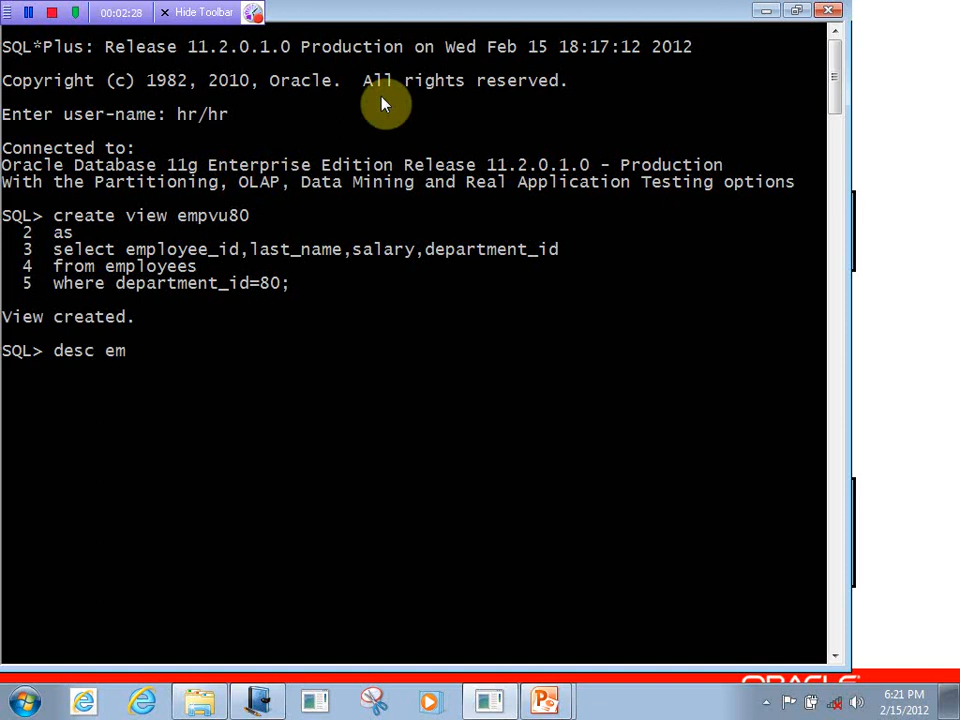 00:02:28 Hide Toolbar
SQL*Plus: Release 11.2.0.1.0 Production on Wed Feb 15 18:17:12 2012
Copyright (c) 1982, 2010, Oracle.  All rights reserved.
Enter user-name: hr/hr
Connected to:
Oracle Database 11g Enterprise Edition Release 11.2.0.1.0 - Production
With the Partitioning, OLAP, Data Mining and Real Application Testing options
SQL> create view empvu80
2  as
3  select employee_id,last_name,salary,department_id
4  from employees
5  where department_id=80;
View created.
SQL> desc em
ORACLE
6:21 PM
2/15/2012